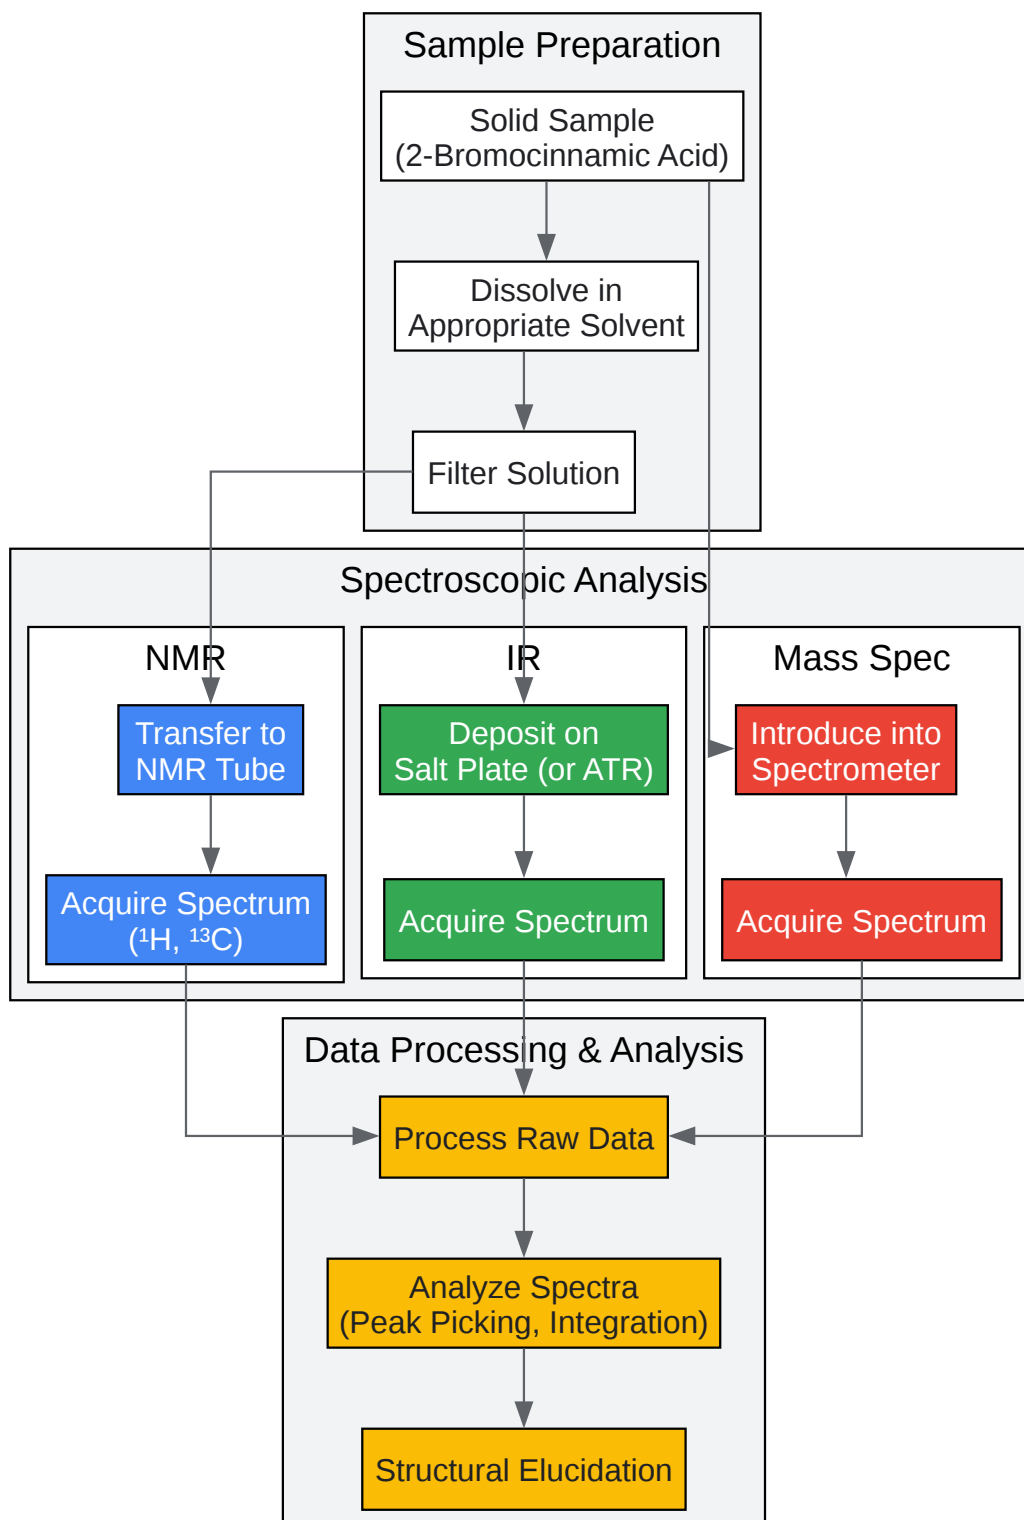 Sample Preparation
Solid Sample
(2-Bromocinnamic Acid)
Dissolve in
Appropriate Solvent
Filter Solution
Spectroscopic Analysis
NMR
Transfer to
NMR Tube
Acquire Spectrum
(¹H, ¹³C)
IR
Deposit on
Salt Plate (or ATR)
Acquire Spectrum
Mass Spec
Introduce into
Spectrometer
Acquire Spectrum
Data Processing & Analysis
Process Raw Data
Analyze Spectra
(Peak Picking, Integration)
Structural Elucidation